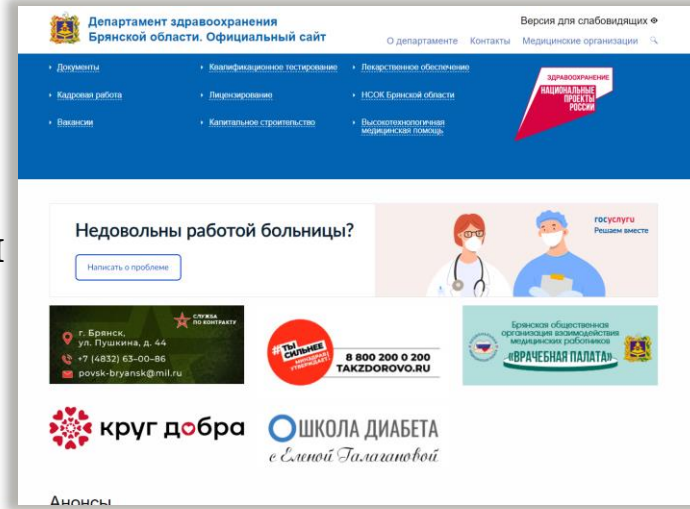 Департамент здравоохранения
Брянской области. Официальный сайт
Версия для слабовидящих
О департаменте Контакты Медицинские организации
Документы
Квалификационное тестирование
Лекарственное обеспечение
Кадровая работа
Лицензирование
НСОК Брянской области
Вакансии
Капитальное строительство
Высокотехнологичная
медицинская помощь
ЗДРАВООХРАНЕНИЕ
НАЦИОНАЛЬНЫЕ
ПРОЕКТЫ
РОССИИ
Недовольны работой больницы?
Написать о проблеме
госуслуги
Решаем вместе
СЛУЖБА
ПО КОНТРАКТУ
г. Брянск,
ул. Пушкина, д. 44
+7 (4832) 63-00-86
povsk-bryansk@mil.ru
#ТЫ
СИЛЬНЕЕ
МИНЗДРАВ
УТВЕРЖДАЕТ!
8 800 200 0 200
TAKZDOROVO.RU
Брянская общественная
организация взаимодействия
медицинских работников
«ВРАЧЕБНАЯ ПАЛАТА»
круг добра
ШКОЛА ДИАБЕТА
с Еленой Галагановой
Анонсы